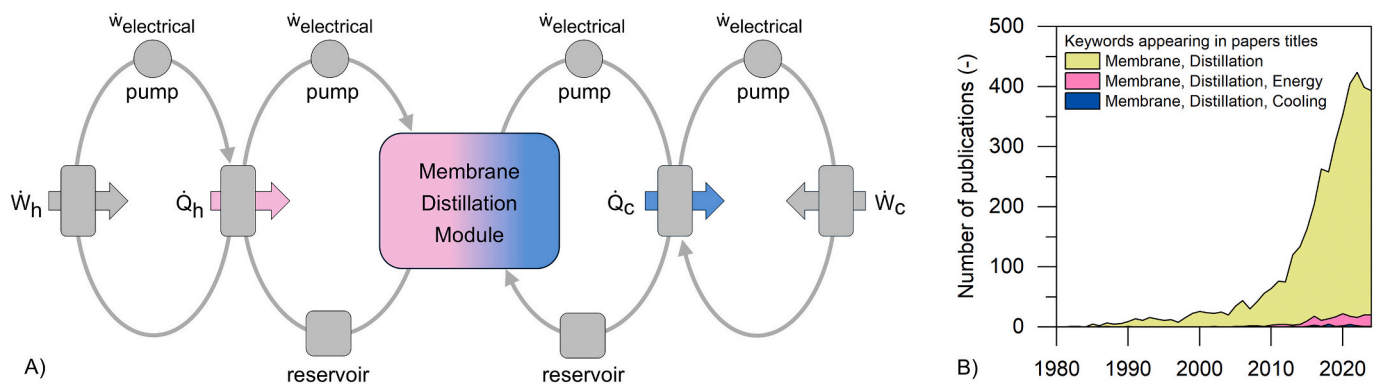 ẇelectrical
ẇelectrical
ẇelectrical
ẇelectrical
pump
pump
pump
pump
Ẇh
Q̇h
Membrane
Distillation
Module
Q̇c
Ẇc
reservoir
reservoir
A)
Number of publications (-)
500
400
300
200
100
0
Keywords appearing in papers titles
Membrane, Distillation
Membrane, Distillation, Energy
Membrane, Distillation, Cooling
1980
1990
2000
2010
2020
B)